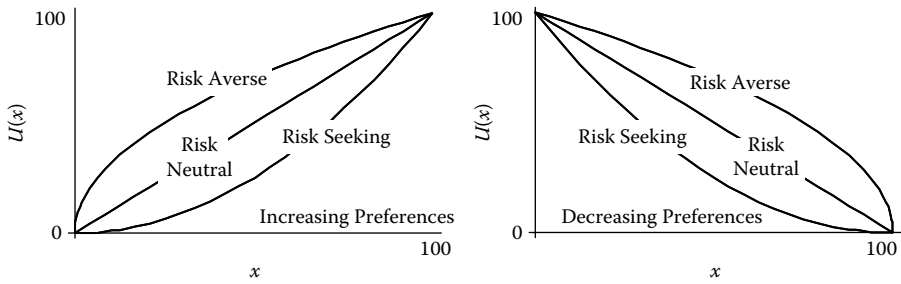 100
U(x)
Risk Averse
Risk
Neutral
Risk Seeking
Increasing Preferences
0
100
x
100
U(x)
Risk Averse
Risk Seeking
Risk
Neutral
Decreasing Preferences
0
100
x